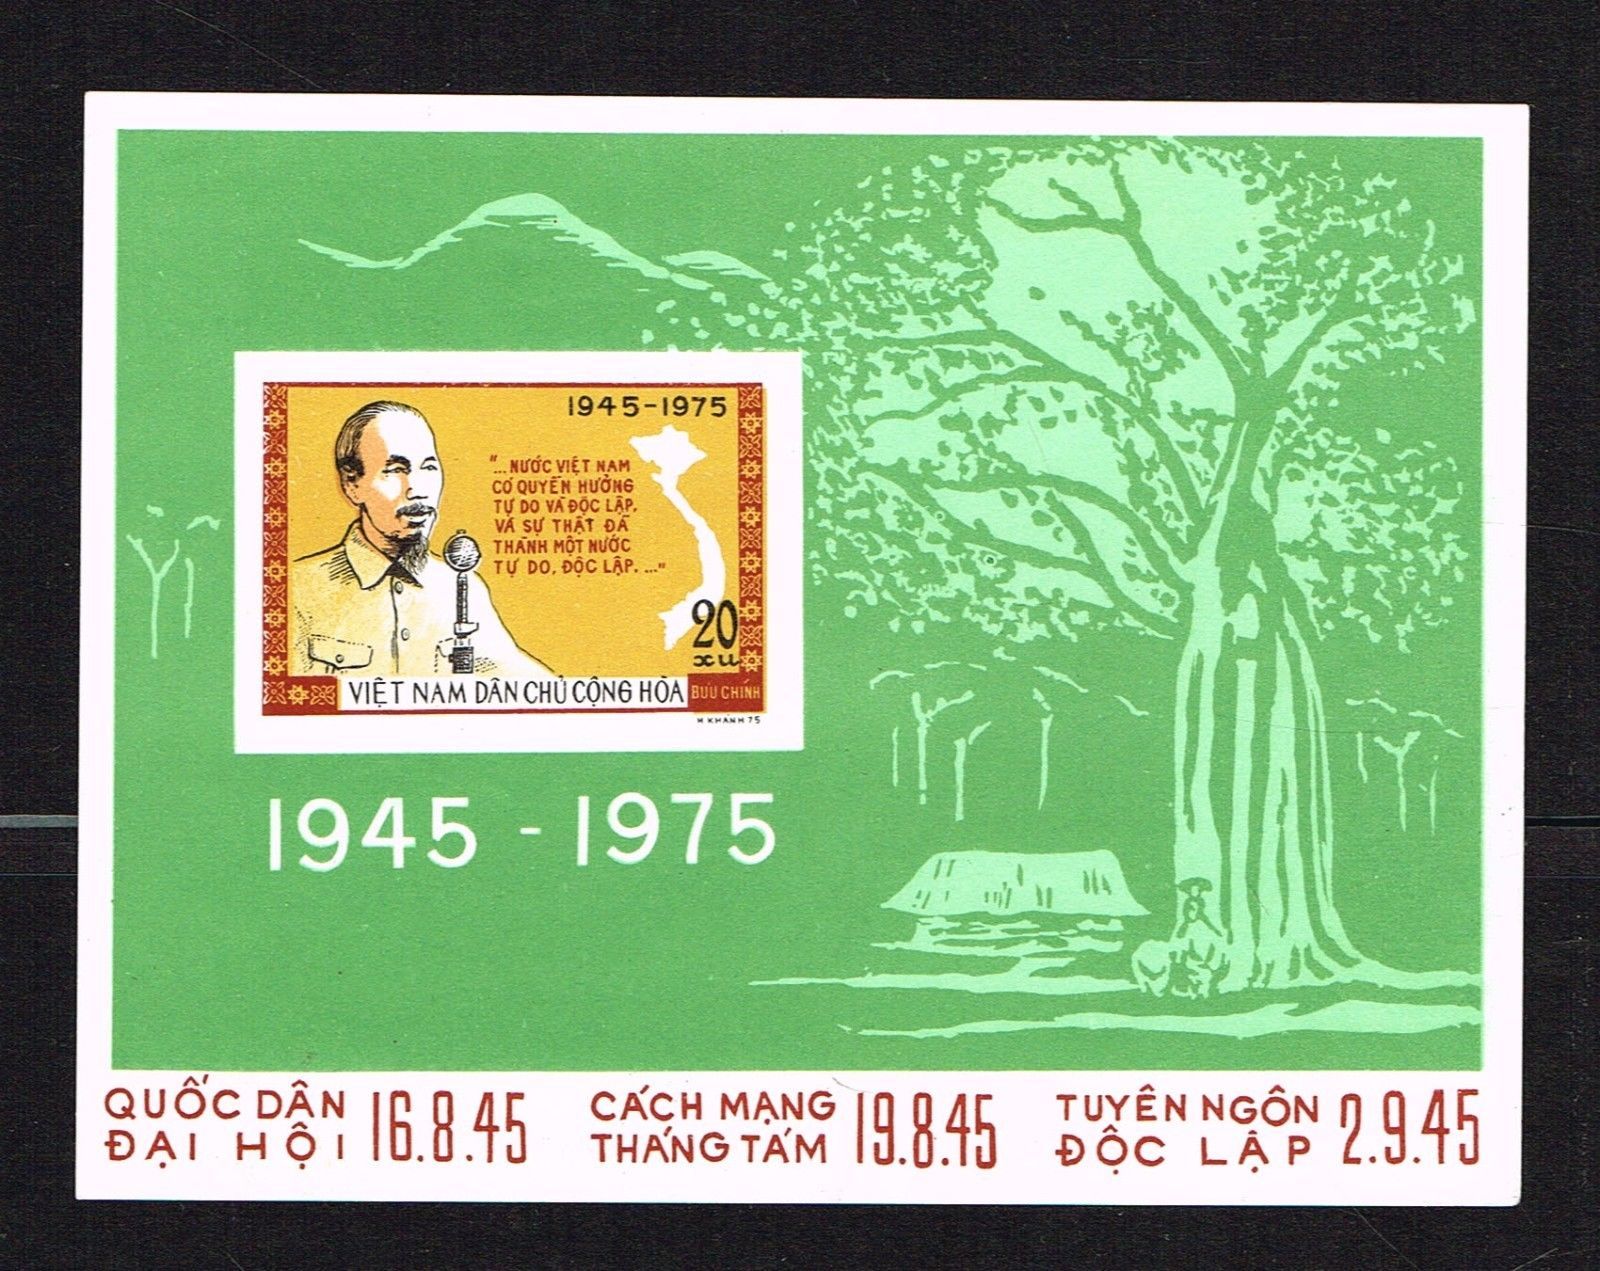 1945-1975
"...NƯỚC VIỆT NAM
CÓ QUYỀN HƯỞNG
TỰ DO VÀ ĐỘC LẬP,
VÀ SỰ THẬT ĐÃ
THÀNH MỘT NƯỚC
TỰ DO, ĐỘC LẬP. ..."
20
xu
VIỆT NAM DÂN CHỦ CỘNG HÒA
BƯU CHÍNH
H KHÁNH 75
1945 - 1975
QUỐC DÂN
ĐẠI HỘI
16.8.45
CÁCH MẠNG
THÁNG TÁM
19.8.45
TUYÊN NGÔN
ĐỘC LẬP
2.9.45